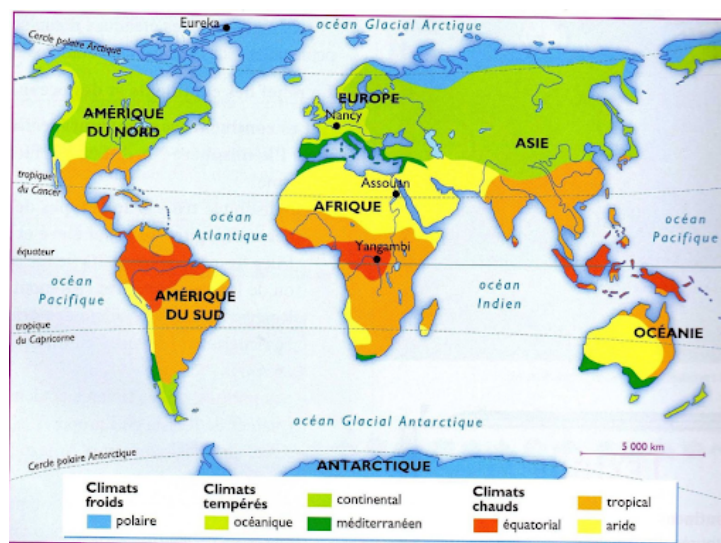 Eureka
océan Glacial Arctique
Cercle polaire Arctique
EUROPE
Nancy
AMÉRIQUE
DU NORD
ASIE
tropique
du Cancer
Assouan
AFRIQUE
océan
Atlantique
océan
Pacifique
équateur
Yangambi
océan
Pacifique
AMÉRIQUE
DU SUD
océan
Indien
OCÉANIE
tropique
du Capricorne
océan Glacial Antarctique
5 000 km
Cercle polaire Antarctique
ANTARCTIQUE
Climats
froids
polaire
Climats
tempérés
océanique
continental
méditerranéen
Climats
chauds
équatorial
tropical
aride